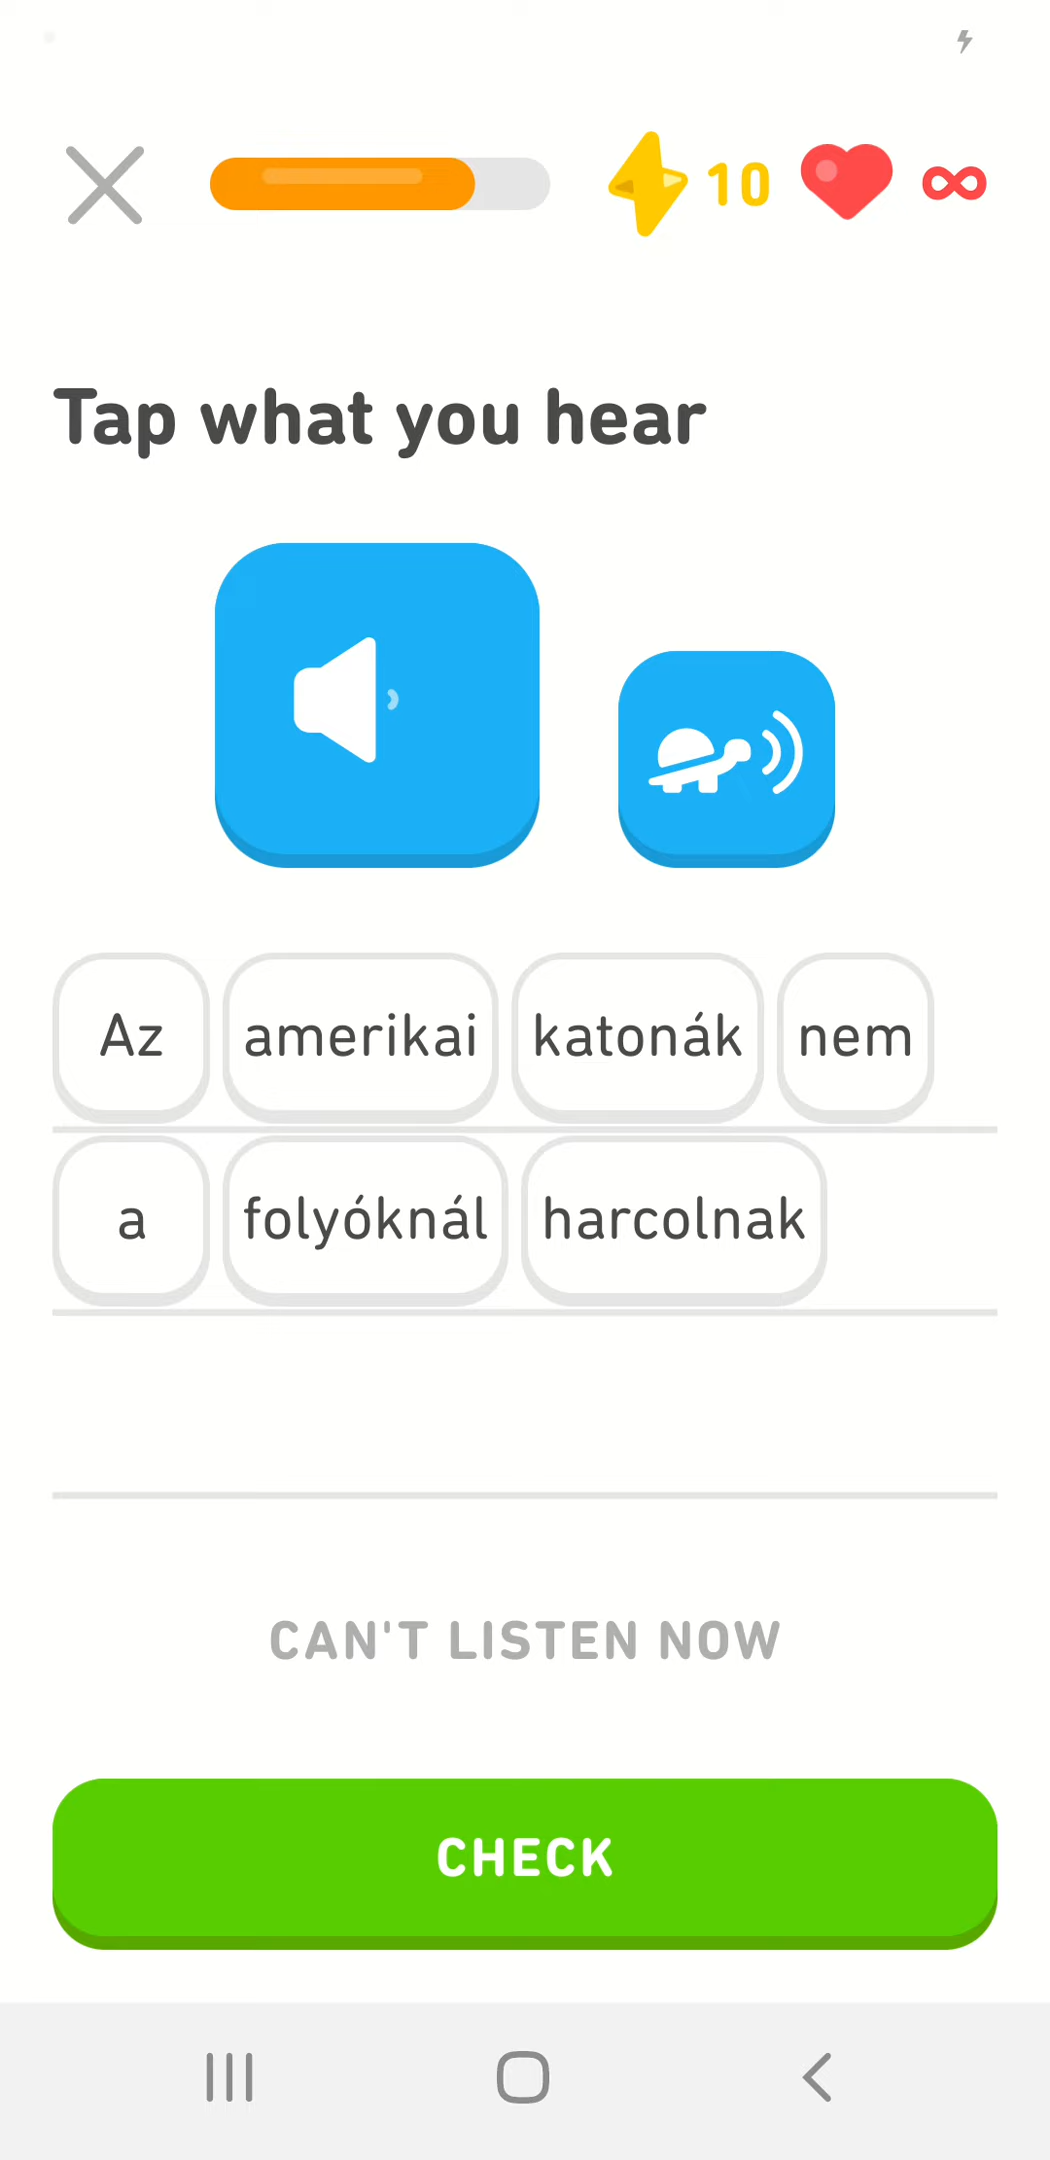 10
Tap what you hear
Az amerikai katonák nem
a folyóknál harcolnak
CAN'T LISTEN NOW
CHECK